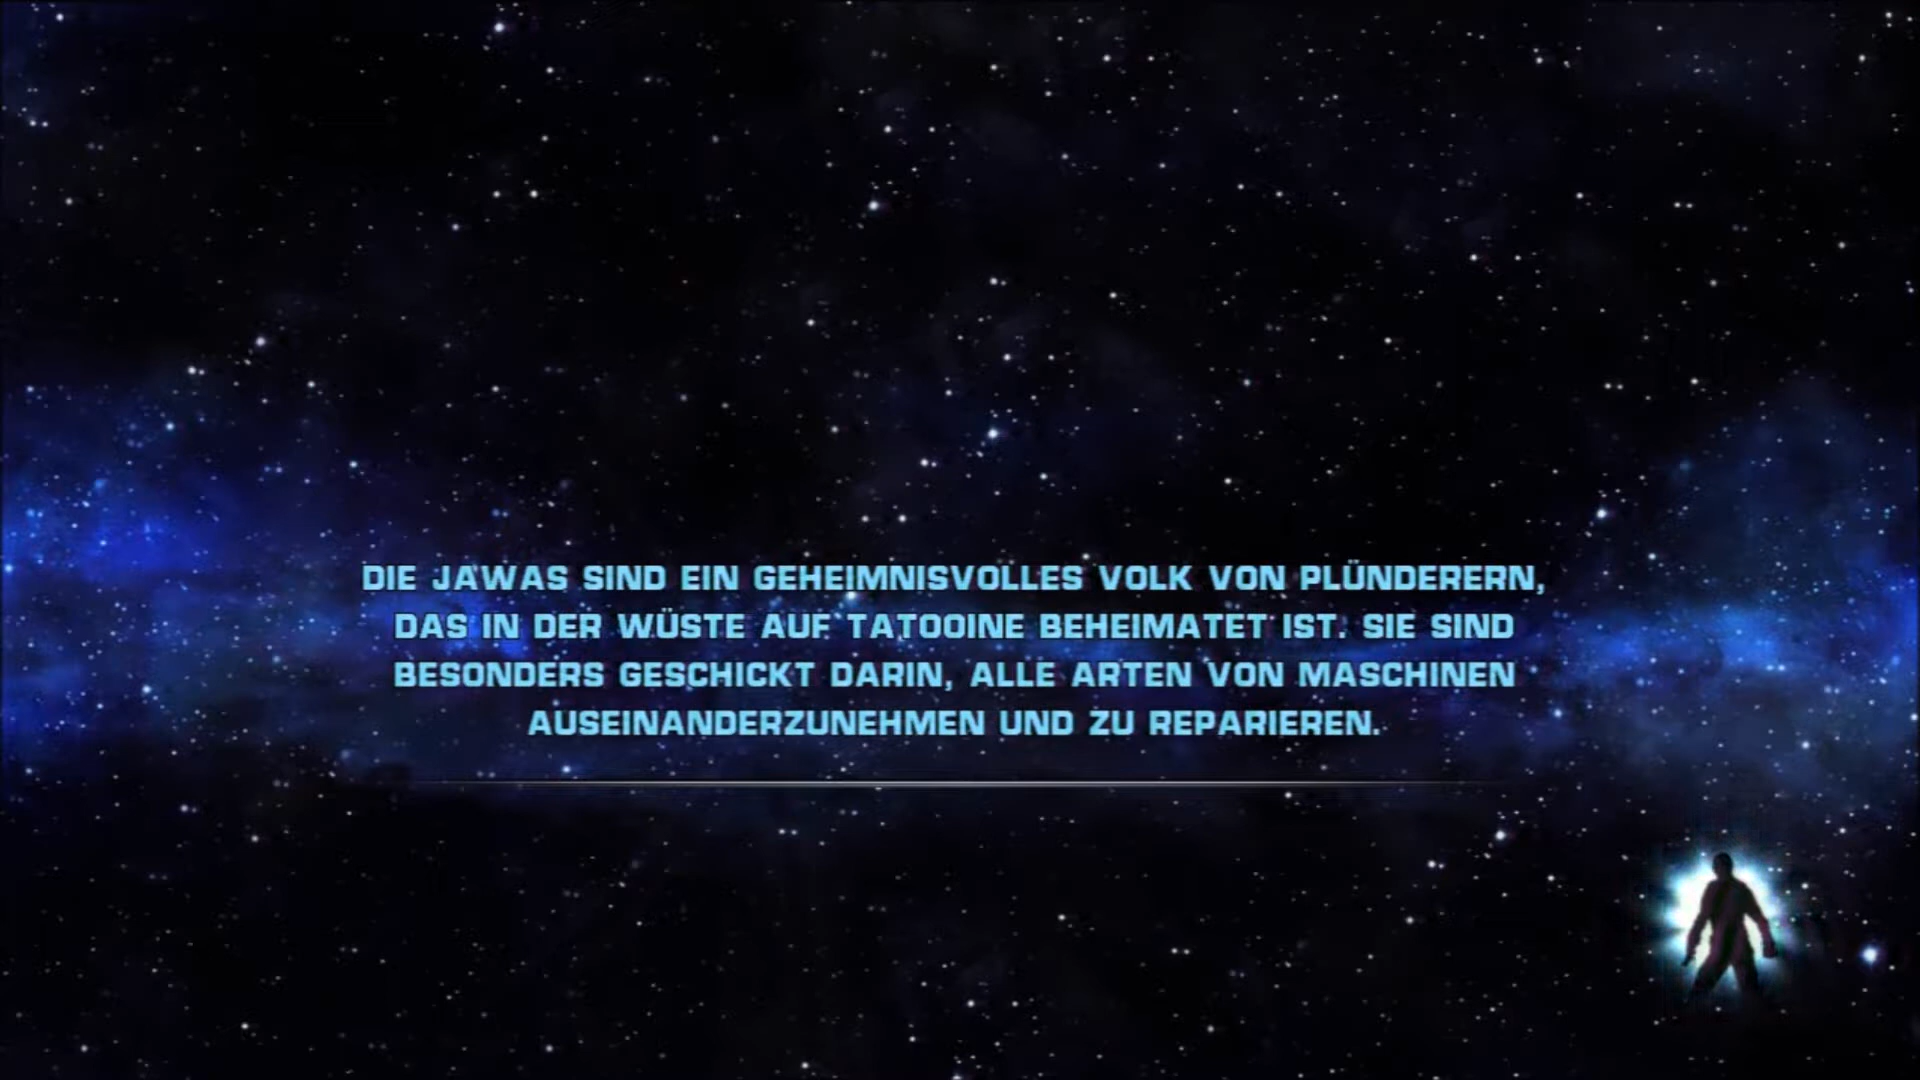 DIE JAWAS SIND EIN GEHEIMNISVOLLES VOLK VON PLÜNDERERN,
DAS IN DER WÜSTE AUF TATOOINE BEHEIMATET IST. SIE SIND
BESONDERS GESCHICKT DARIN, ALLE ARTEN VON MASCHINEN
AUSEINANDERZUNEHMEN UND ZU REPARIEREN.